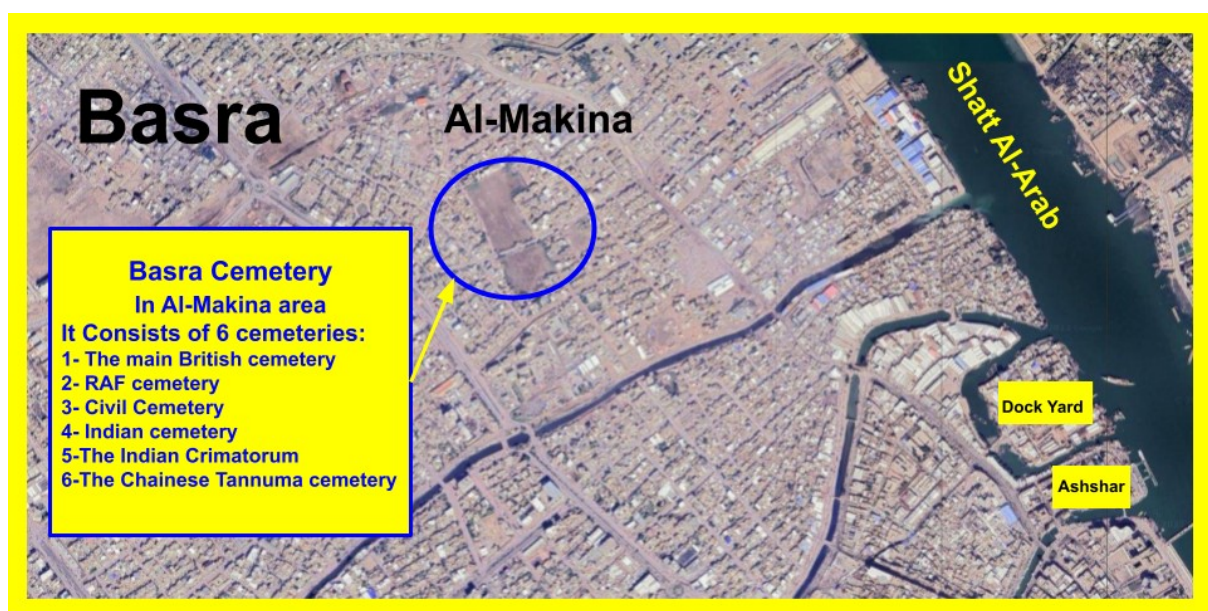 Basra
Al-Makina
Shatt Al-Arab
Basra Cemetery
In Al-Makina area
It Consists of 6 cemeteries:
1- The main British cemetery
2- RAF cemetery
3- Civil Cemetery
4- Indian cemetery
5-The Indian Crimatorum
6-The Chainese Tannuma cemetery
Dock Yard
Ashshar